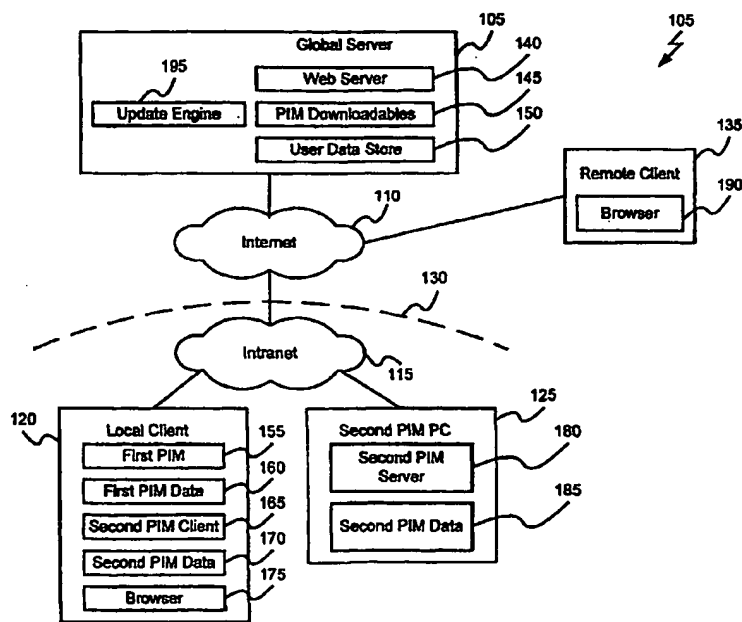 Global Server
105
105
Web Server
140
195
Update Engine
PIM Downloadables
145
User Data Store
150
135
Remote Client
Browser
190
110
Internet
130
Intranet
115
120
Local Client
First PIM
155
First PIM Data
160
Second PIM Client
165
Second PIM Data
170
Browser
175
125
Second PIM PC
Second PIM
Server
180
Second PIM Data
185